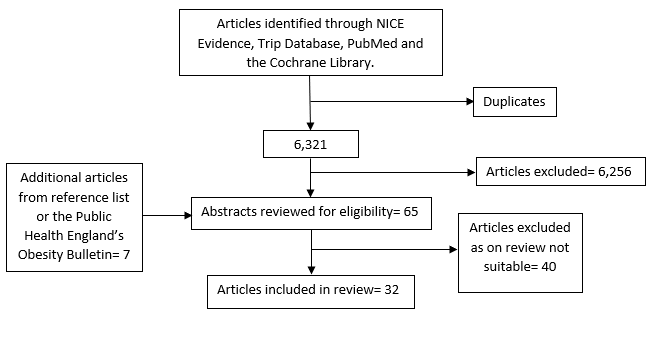 Articles identified through NICE
Evidence, Trip Database, PubMed and
the Cochrane Library.
Duplicates
6,321
Articles excluded= 6,256
Additional articles
from reference list
or the Public
Health England's
Obesity Bulletin= 7
Abstracts reviewed for eligibility= 65
Articles excluded
as on review not
suitable= 40
Articles included in review= 32